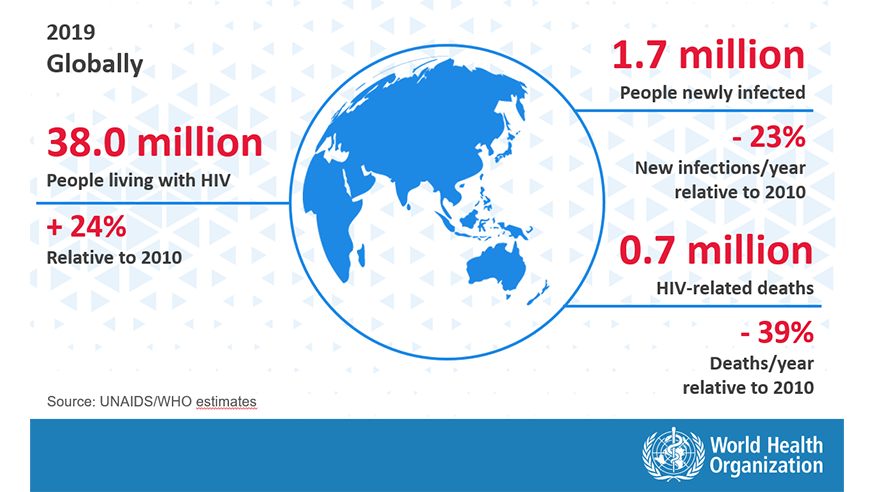 2019
Globally
38.0 million
People living with HIV
+ 24%
Relative to 2010
1.7 million
People newly infected
- 23%
New infections/year
relative to 2010
0.7 million
HIV-related deaths
- 39%
Deaths/year
relative to 2010
Source: UNAIDS/WHO estimates
World Health
Organization